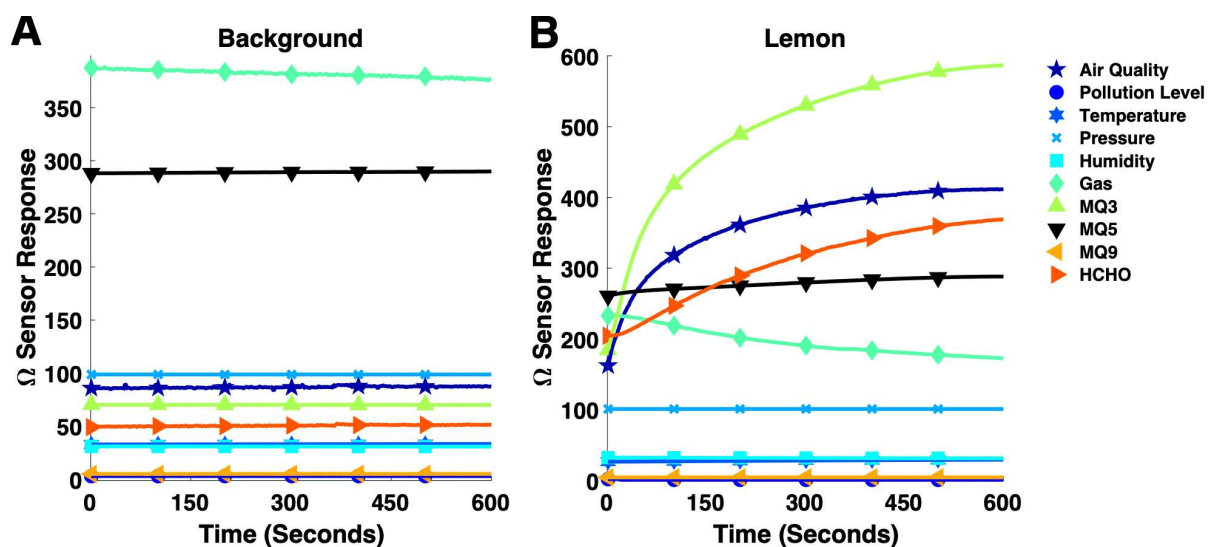 A
Background
Ω Sensor Response
350
300
250
200
150
100
50
0
0 150 300 450 600
Time (Seconds)
B
Lemon
Ω Sensor Response
600
500
400
300
200
100
0
0 150 300 450 600
Time (Seconds)
Air Quality
Pollution Level
Temperature
Pressure
Humidity
Gas
MQ3
MQ5
MQ9
HCHO